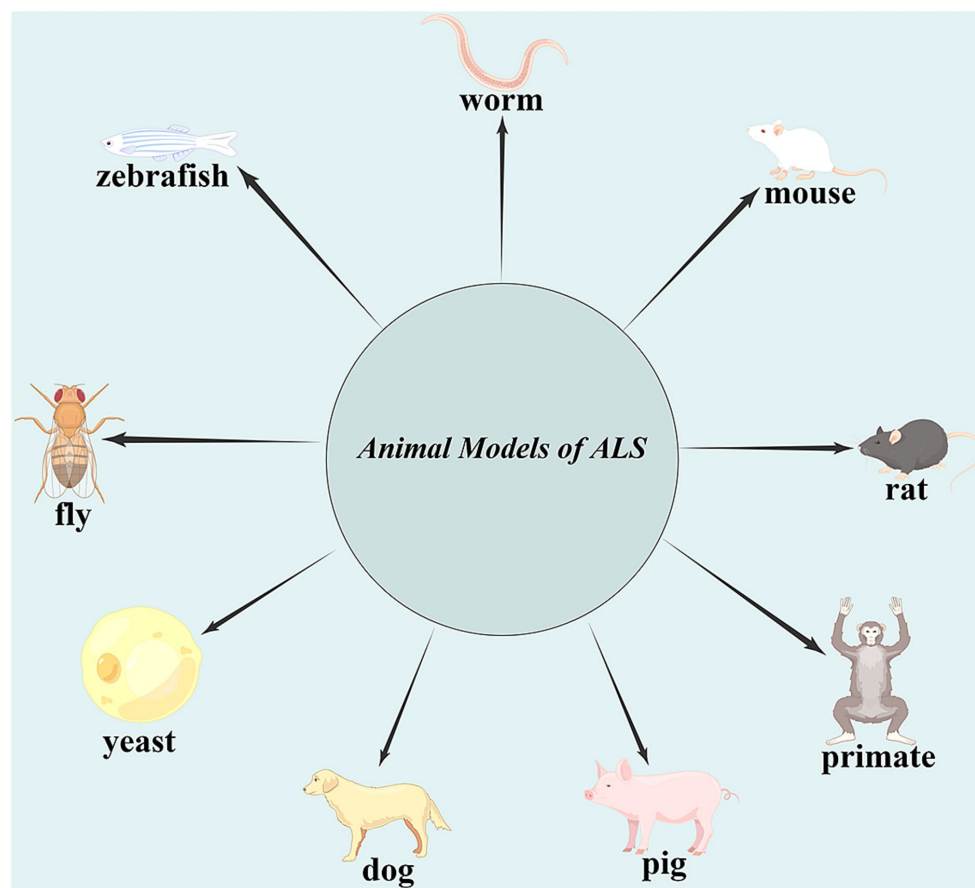 worm
zebrafish
mouse
Animal Models of ALS
rat
fly
yeast
primate
dog
pig